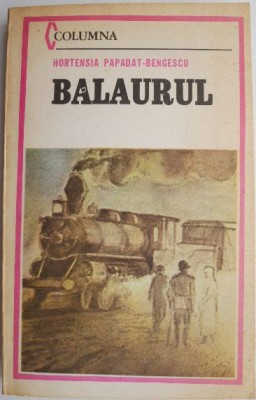 COLUMNA
HORTENSIA PAPADAT-BENGESCU
BALAURUL